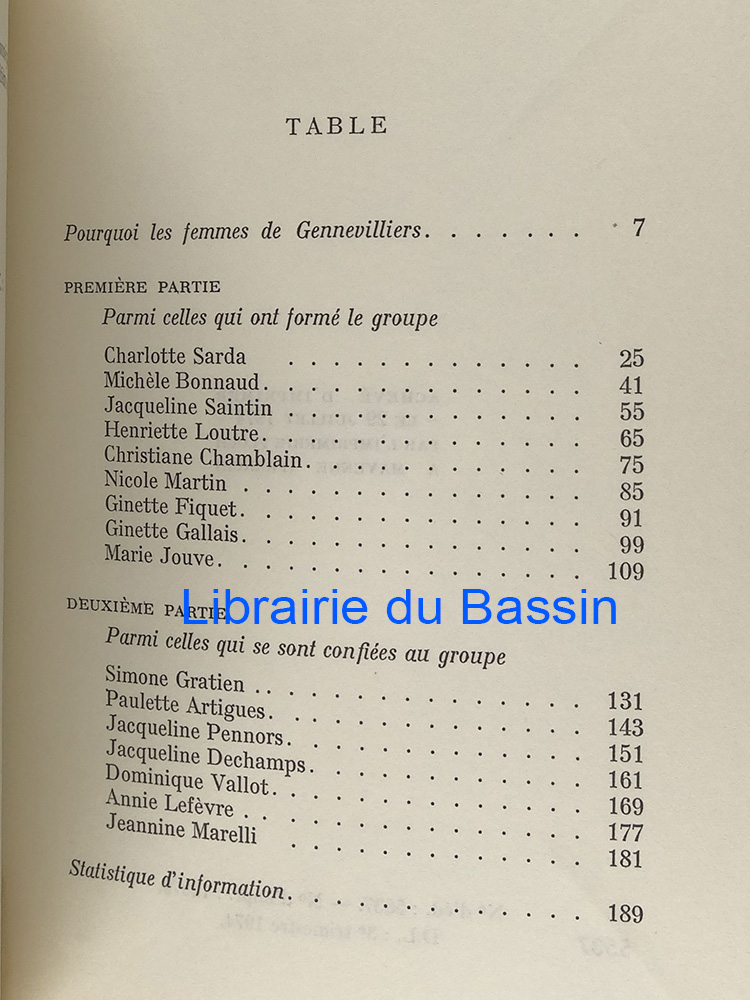 TABLE
Pourquoi les femmes de Gennevilliers. . . . . . . 7
PREMIÈRE PARTIE
Parmi celles qui ont formé le groupe
Charlotte Sarda . . . . . . . . . . . . . 25
Michèle Bonnaud. . . . . . . . . . . . . . 41
Jacqueline Saintin . . . . . . . . . . . . . 55
Henriette Loutre. . . . . . . . . . . . . . 65
Christiane Chamblain. . . . . . . . . . . . . 75
Nicole Martin . . . . . . . . . . . . . . . 85
Ginette Fiquet. . . . . . . . . . . . . . . 91
Ginette Gallais. . . . . . . . . . . . . . . 99
Marie Jouve. . . . . . . . . . . . . . . . 109
DEUXIÈME PARTIE
Librairie du Bassin
Parmi celles qui se sont confiées au groupe
Simone Gratien . . . . . . . . . . . . . . . 131
Paulette Artigues. . . . . . . . . . . . . . 143
Jacqueline Pennors. . . . . . . . . . . . . . 151
Jacqueline Dechamps. . . . . . . . . . . . . 161
Dominique Vallot. . . . . . . . . . . . . . 169
Annie Lefèvre . . . . . . . . . . . . . . . 177
Jeannine Marelli . . . . . . . . . . . . . 181
Statistique d'information. . . . . . . . . . . . . 189